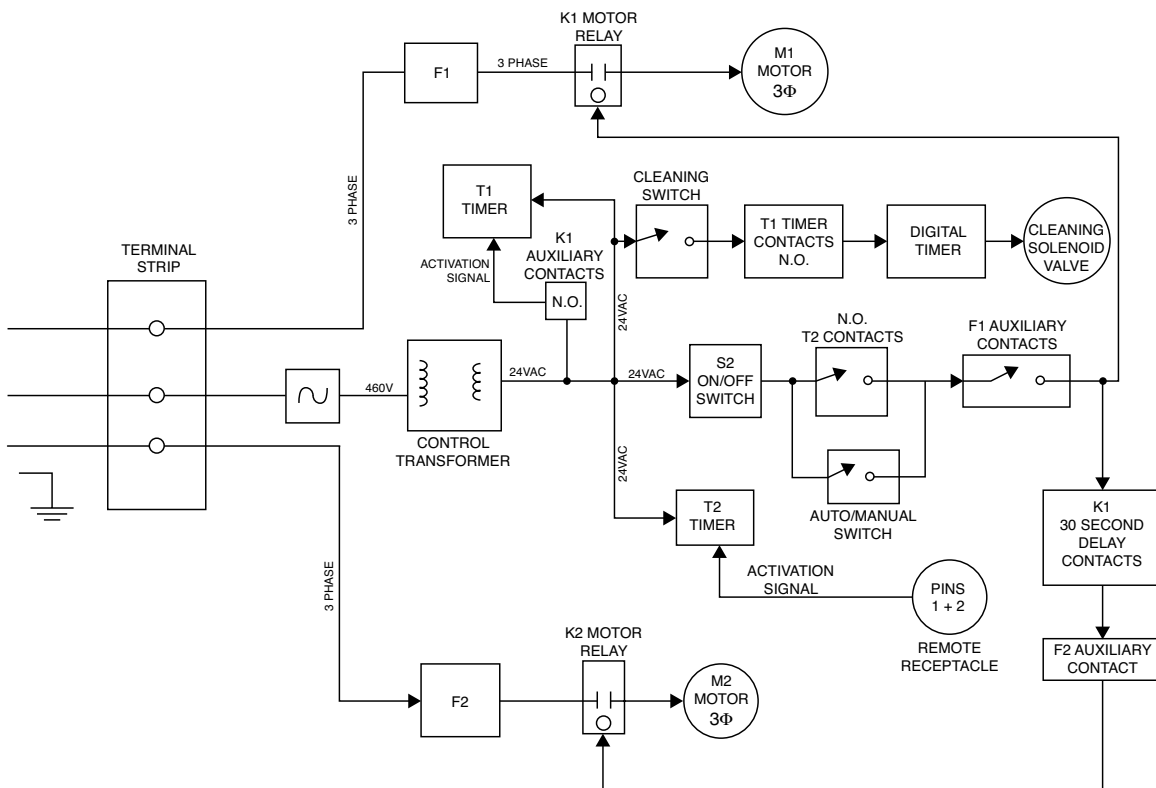 K1 MOTOR
RELAY
F1
3 PHASE
M1
MOTOR
3Φ
3 PHASE
T1
TIMER
CLEANING
SWITCH
K1
AUXILIARY
CONTACTS
N.O.
ACTIVATION
SIGNAL
T1 TIMER
CONTACTS
N.O.
DIGITAL
TIMER
CLEANING
SOLENOID
VALVE
TERMINAL
STRIP
24VAC
460V
CONTROL
TRANSFORMER
24VAC
24VAC
S2
ON/OFF
SWITCH
N.O.
T2 CONTACTS
F1 AUXILIARY
CONTACTS
24VAC
AUTO/MANUAL
SWITCH
T2
TIMER
K1
30 SECOND
DELAY
CONTACTS
ACTIVATION
SIGNAL
PINS
1 + 2
REMOTE
RECEPTACLE
3 PHASE
K2 MOTOR
RELAY
F2 AUXILIARY
CONTACT
F2
M2
MOTOR
3Φ